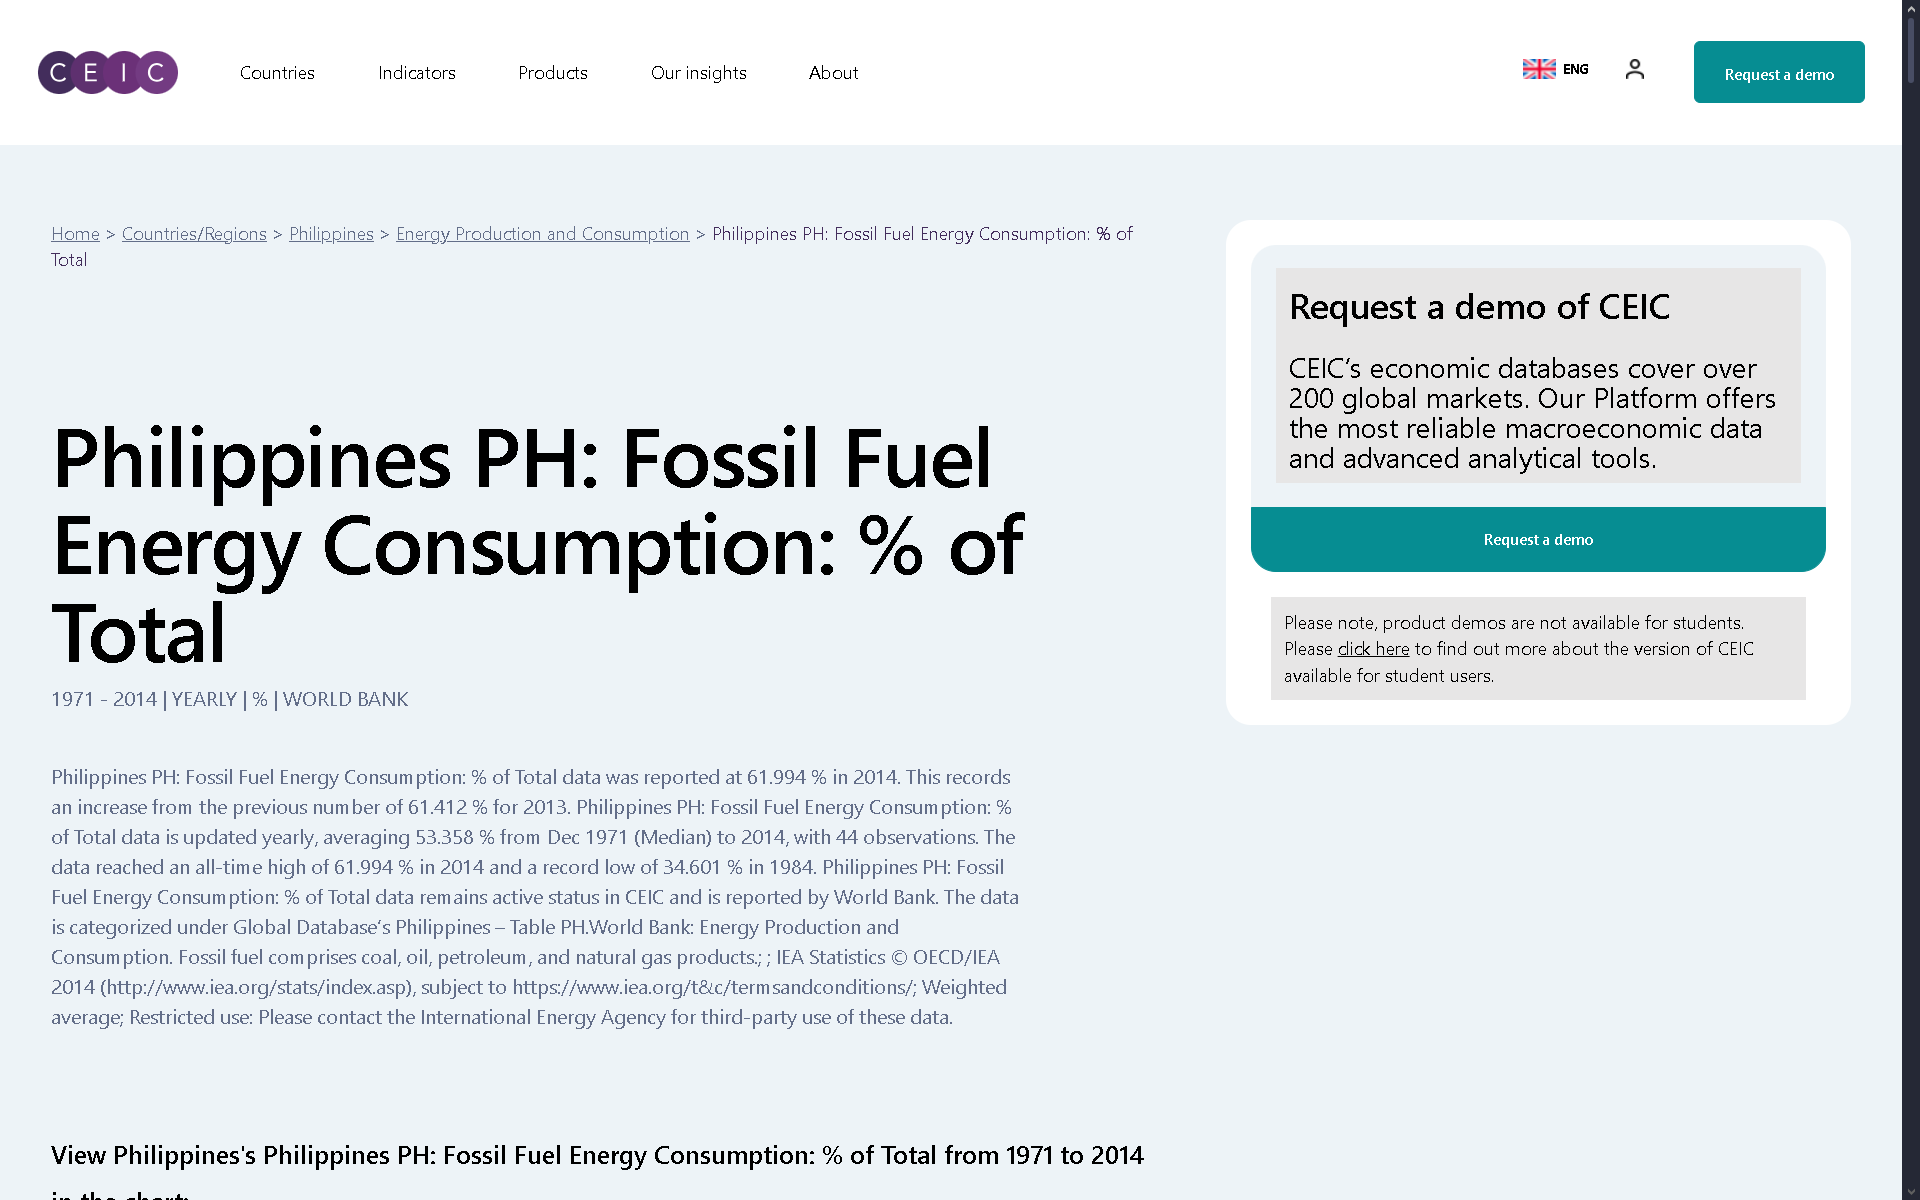 CEIC
Countries
Indicators
Products
Our insights
About
ENG
Request a demo
Home > Countries/Regions > Philippines > Energy Production and Consumption > Philippines PH: Fossil Fuel Energy Consumption: % of
Total
Philippines PH: Fossil Fuel
Energy Consumption: % of
Total
1971 - 2014 | YEARLY | % | WORLD BANK
Philippines PH: Fossil Fuel Energy Consumption: % of Total data was reported at 61.994 % in 2014. This records
an increase from the previous number of 61.412 % for 2013. Philippines PH: Fossil Fuel Energy Consumption: %
of Total data is updated yearly, averaging 53.358 % from Dec 1971 (Median) to 2014, with 44 observations. The
data reached an all-time high of 61.994 % in 2014 and a record low of 34.601 % in 1984. Philippines PH: Fossil
Fuel Energy Consumption: % of Total data remains active status in CEIC and is reported by World Bank. The data
is categorized under Global Database’s Philippines – Table PH.World Bank: Energy Production and
Consumption. Fossil fuel comprises coal, oil, petroleum, and natural gas products.; ; IEA Statistics © OECD/IEA
2014 (http://www.iea.org/stats/index.asp), subject to https://www.iea.org/t&c/termsandconditions/; Weighted
average; Restricted use: Please contact the International Energy Agency for third-party use of these data.
View Philippines's Philippines PH: Fossil Fuel Energy Consumption: % of Total from 1971 to 2014
in the chart:
Request a demo of CEIC
CEIC’s economic databases cover over
200 global markets. Our Platform offers
the most reliable macroeconomic data
and advanced analytical tools.
Request a demo
Please note, product demos are not available for students.
Please click here to find out more about the version of CEIC
available for student users.